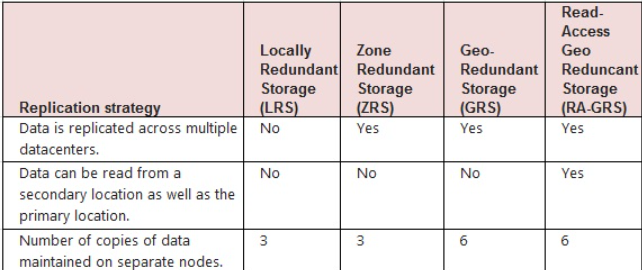 Replication strategy
Locally
Redundant
Storage
(LRS)
Zone
Redundant
Storage
(ZRS)
Geo-
Redundant
Storage
(GRS)
Read-
Access
Geo
Reduncant
Storage
(RA-GRS)
Data is replicated across multiple
datacenters.
No
Yes
Yes
Yes
Data can be read from a
secondary location as well as the
primary location.
No
No
No
Yes
Number of copies of data
maintained on separate nodes.
3
3
6
6